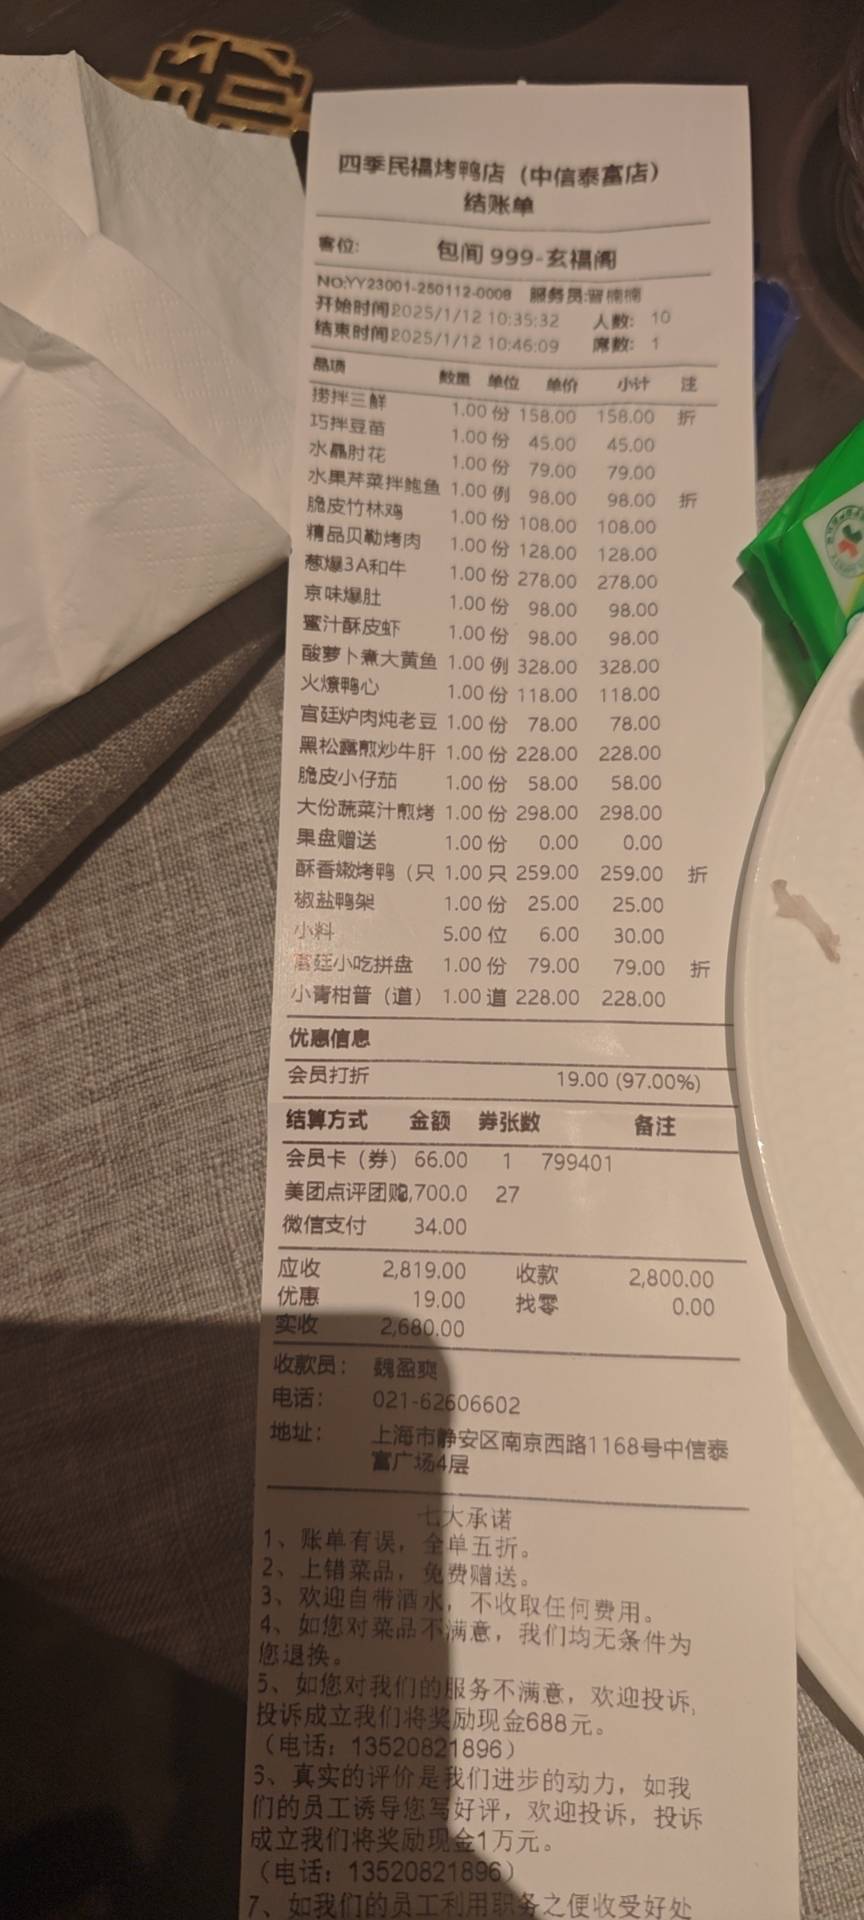 四季民福烤鸭店（中信泰富店）
结账单
客位： 包间 999-玄福阁
NO:YY23001-250112-0008 服务员:晋楠楠
开始时间2025/1/12 10:35:32 人数： 10
结束时间2025/1/12 10:46:09 席数： 1
品项 数量 单位 单价 小计 注
捞拌三鲜 1.00 份 158.00 158.00 折
巧拌豆苗 1.00 份 45.00 45.00
水晶肘花 1.00 份 79.00 79.00
水果芹菜拌鲍鱼 1.00 例 98.00 98.00 折
脆皮竹林鸡 1.00 份 108.00 108.00
精品贝勒烤肉 1.00 份 128.00 128.00
葱爆3A和牛 1.00 份 278.00 278.00
京味爆肚 1.00 份 98.00 98.00
蜜汁酥皮虾 1.00 份 98.00 98.00
酸萝卜煮大黄鱼 1.00 例 328.00 328.00
火燎鸭心 1.00 份 118.00 118.00
宫廷炉肉炖老豆 1.00 份 78.00 78.00
黑松露煎炒牛肝 1.00 份 228.00 228.00
脆皮小仔茄 1.00 份 58.00 58.00
大份蔬菜汁煎烤 1.00 份 298.00 298.00
果盘赠送 1.00 份 0.00 0.00
酥香嫩烤鸭（只 1.00 只 259.00 259.00 折
椒盐鸭架 1.00 份 25.00 25.00
小料 5.00 位 6.00 30.00
宫廷小吃拼盘 1.00 份 79.00 79.00 折
小青柑普（道） 1.00 道 228.00 228.00
优惠信息
会员打折 19.00 (97.00%)
结算方式 金额 券张数 备注
会员卡（券） 66.00 1 799401
美团点评团购,700.0 27
微信支付 34.00
应收 2,819.00 收款 2,800.00
优惠 19.00 找零 0.00
实收 2,680.00
收款员： 魏盈爽
电话： 021-62606602
地址： 上海市静安区南京西路1168号中信泰
富广场4层
七大承诺
1、账单有误，全单五折。
2、上错菜品，免费赠送。
3、欢迎自带酒水，不收取任何费用。
4、如您对菜品不满意，我们均无条件为
您退换。
5、如您对我们的服务不满意，欢迎投诉，
投诉成立我们将奖励现金688元。
（电话：13520821896）
6、真实的评价是我们进步的动力，如我
们的员工诱导您写好评，欢迎投诉，投诉
成立我们将奖励现金1万元。
（电话：13520821896）
7、如我们的员工利用职务之便收受好处